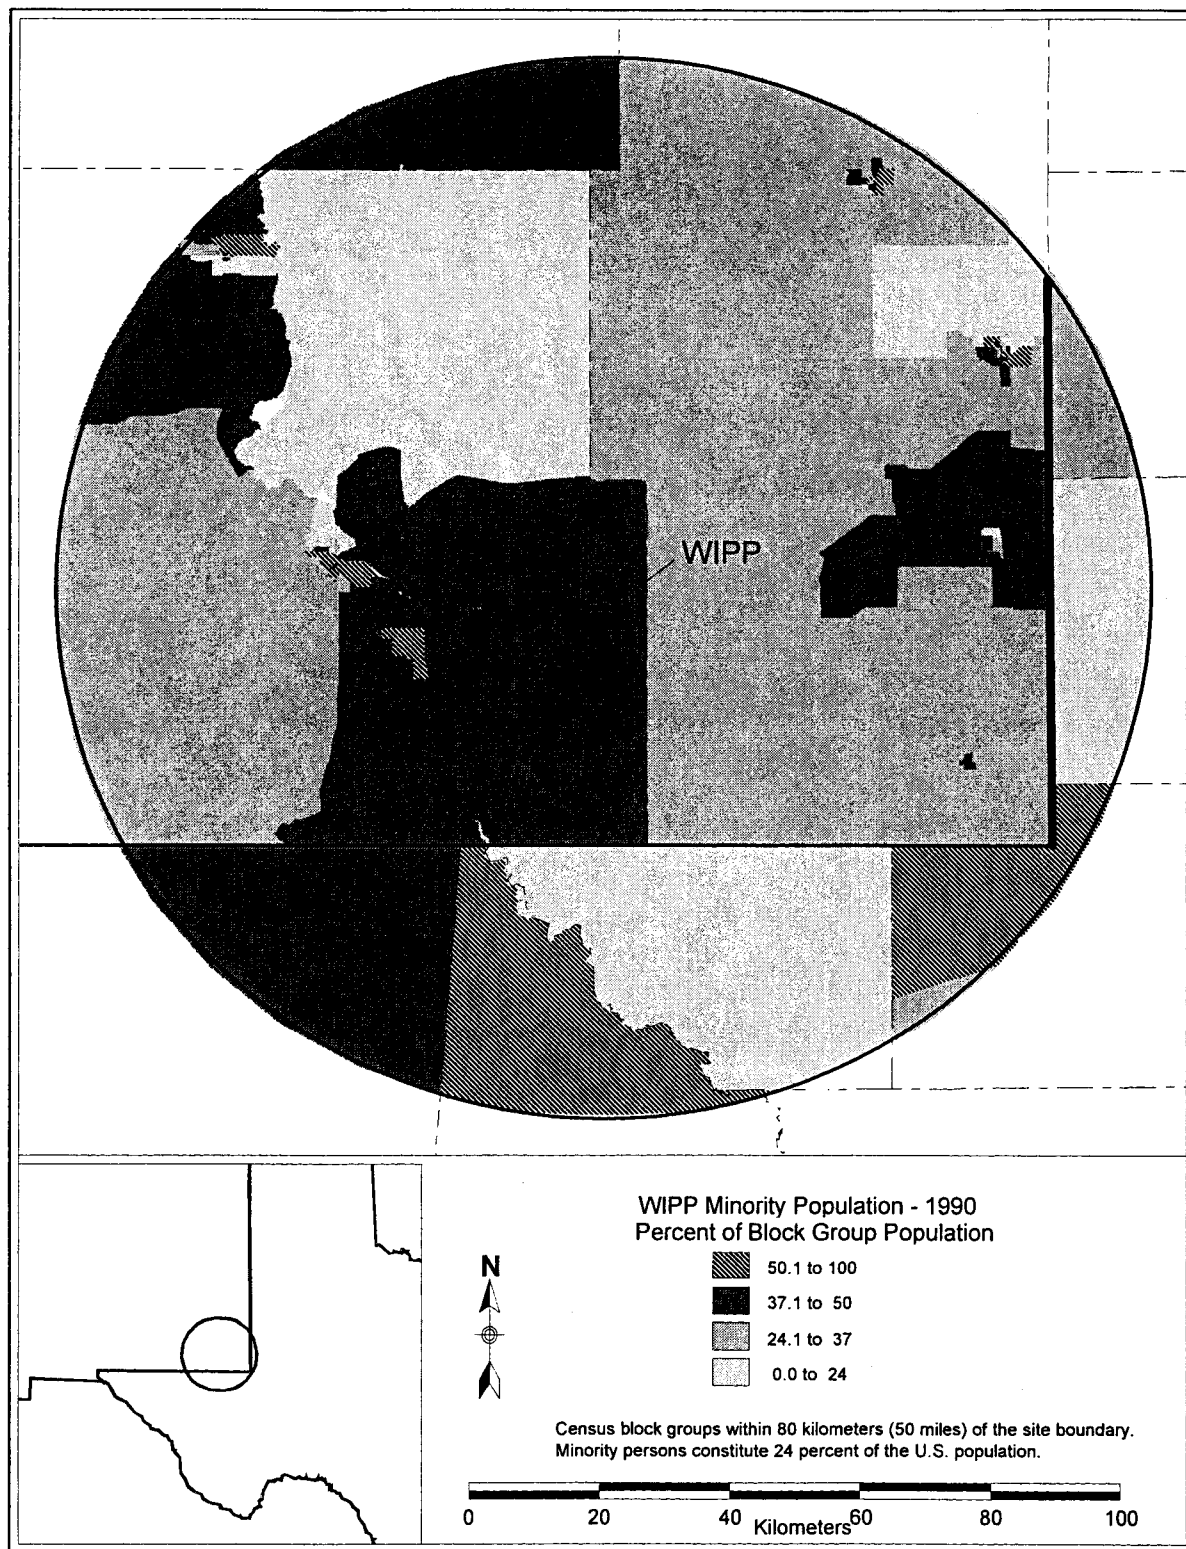 WIPP
WIPP Minority Population - 1990
Percent of Block Group Population
50.1 to 100
37.1 to 50
24.1 to 37
0.0 to 24
N
Census block groups within 80 kilometers (50 miles) of the site boundary.
Minority persons constitute 24 percent of the U.S. population.
0 20 40 60 80 100
Kilometers